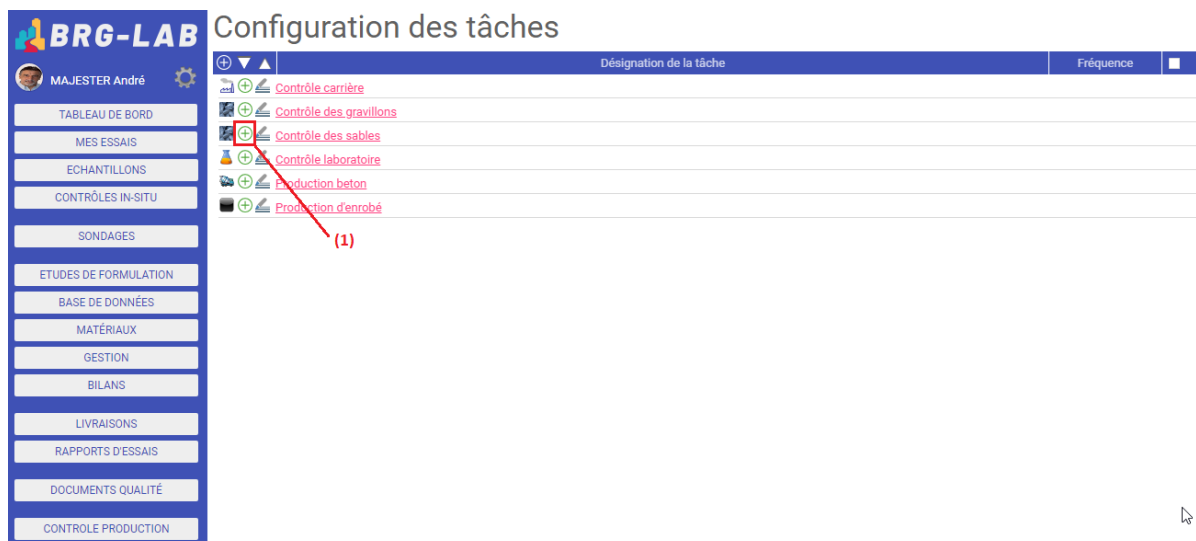 BRG-LAB
MAJESTER André
TABLEAU DE BORD
MES ESSAIS
ECHANTILLONS
CONTRÔLES IN-SITU
SONDAGES
ETUDES DE FORMULATION
BASE DE DONNÉES
MATÉRIAUX
GESTION
BILANS
LIVRAISONS
RAPPORTS D'ESSAIS
DOCUMENTS QUALITÉ
CONTROLE PRODUCTION
Configuration des tâches
Désignation de la tâche Fréquence
Contrôle carrière
Contrôle des gravillons
Contrôle des sables
Contrôle laboratoire
Production beton
Production d'enrobé
(1)